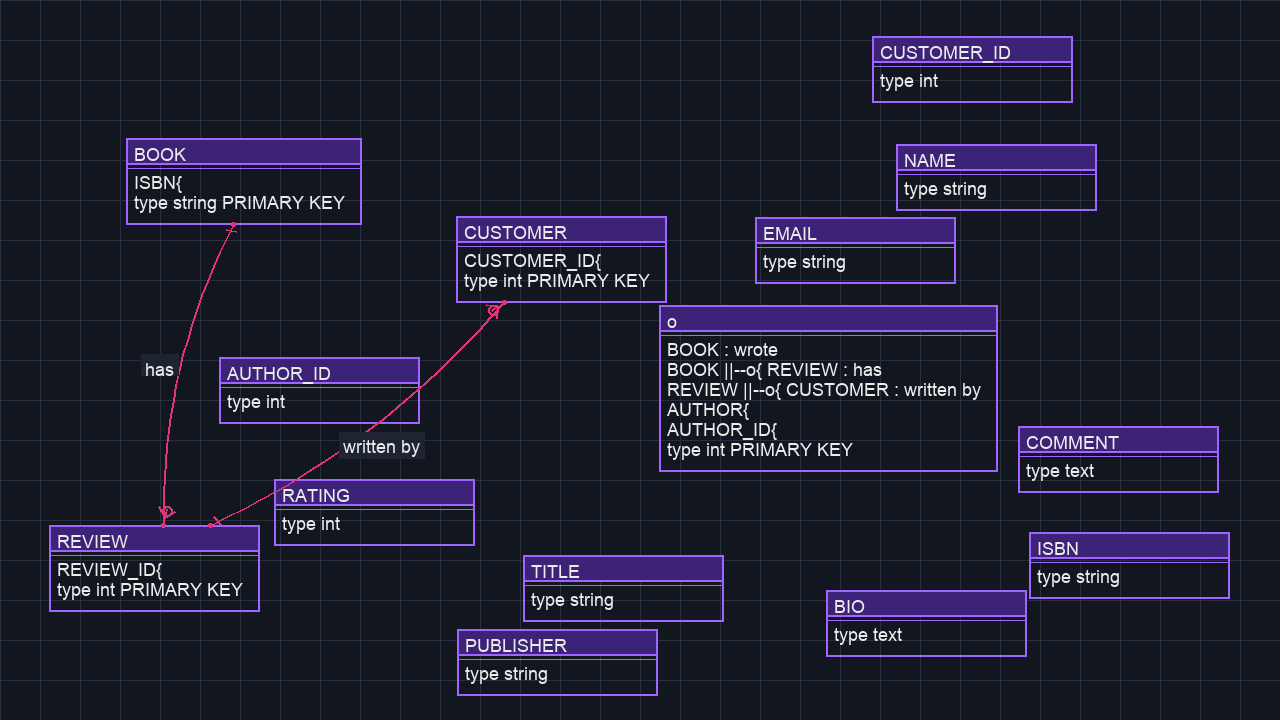 CUSTOMER_ID
type int
BOOK
ISBN{
type string PRIMARY KEY
NAME
type string
CUSTOMER
CUSTOMER_ID{
type int PRIMARY KEY
EMAIL
type string
o
BOOK : wrote
BOOK ||--o{ REVIEW : has
REVIEW ||--o{ CUSTOMER : written by
AUTHOR{
AUTHOR_ID{
type int PRIMARY KEY
has
AUTHOR_ID
type int
written by
COMMENT
type text
RATING
type int
REVIEW
REVIEW_ID{
type int PRIMARY KEY
ISBN
type string
TITLE
type string
BIO
type text
PUBLISHER
type string